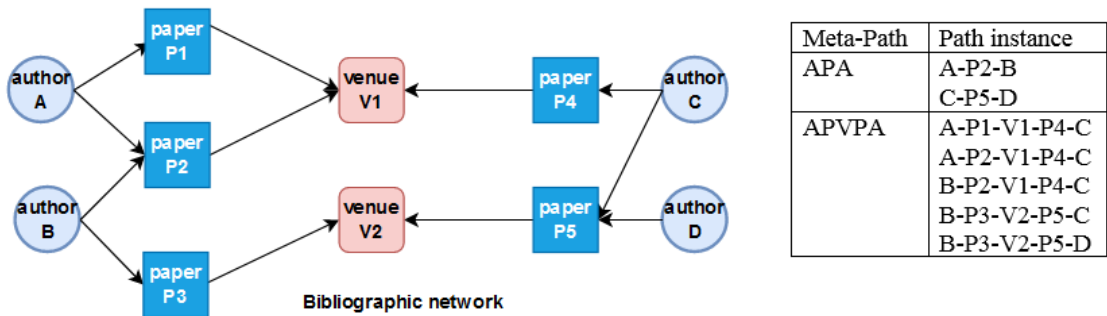 author
A
author
B
paper
P1
paper
P2
paper
P3
venue
V1
venue
V2
paper
P4
paper
P5
author
C
author
D
Bibliographic network
Meta-Path Path instance
APA A-P2-B
C-P5-D
APVPA A-P1-V1-P4-C
A-P2-V1-P4-C
B-P2-V1-P4-C
B-P3-V2-P5-C
B-P3-V2-P5-D